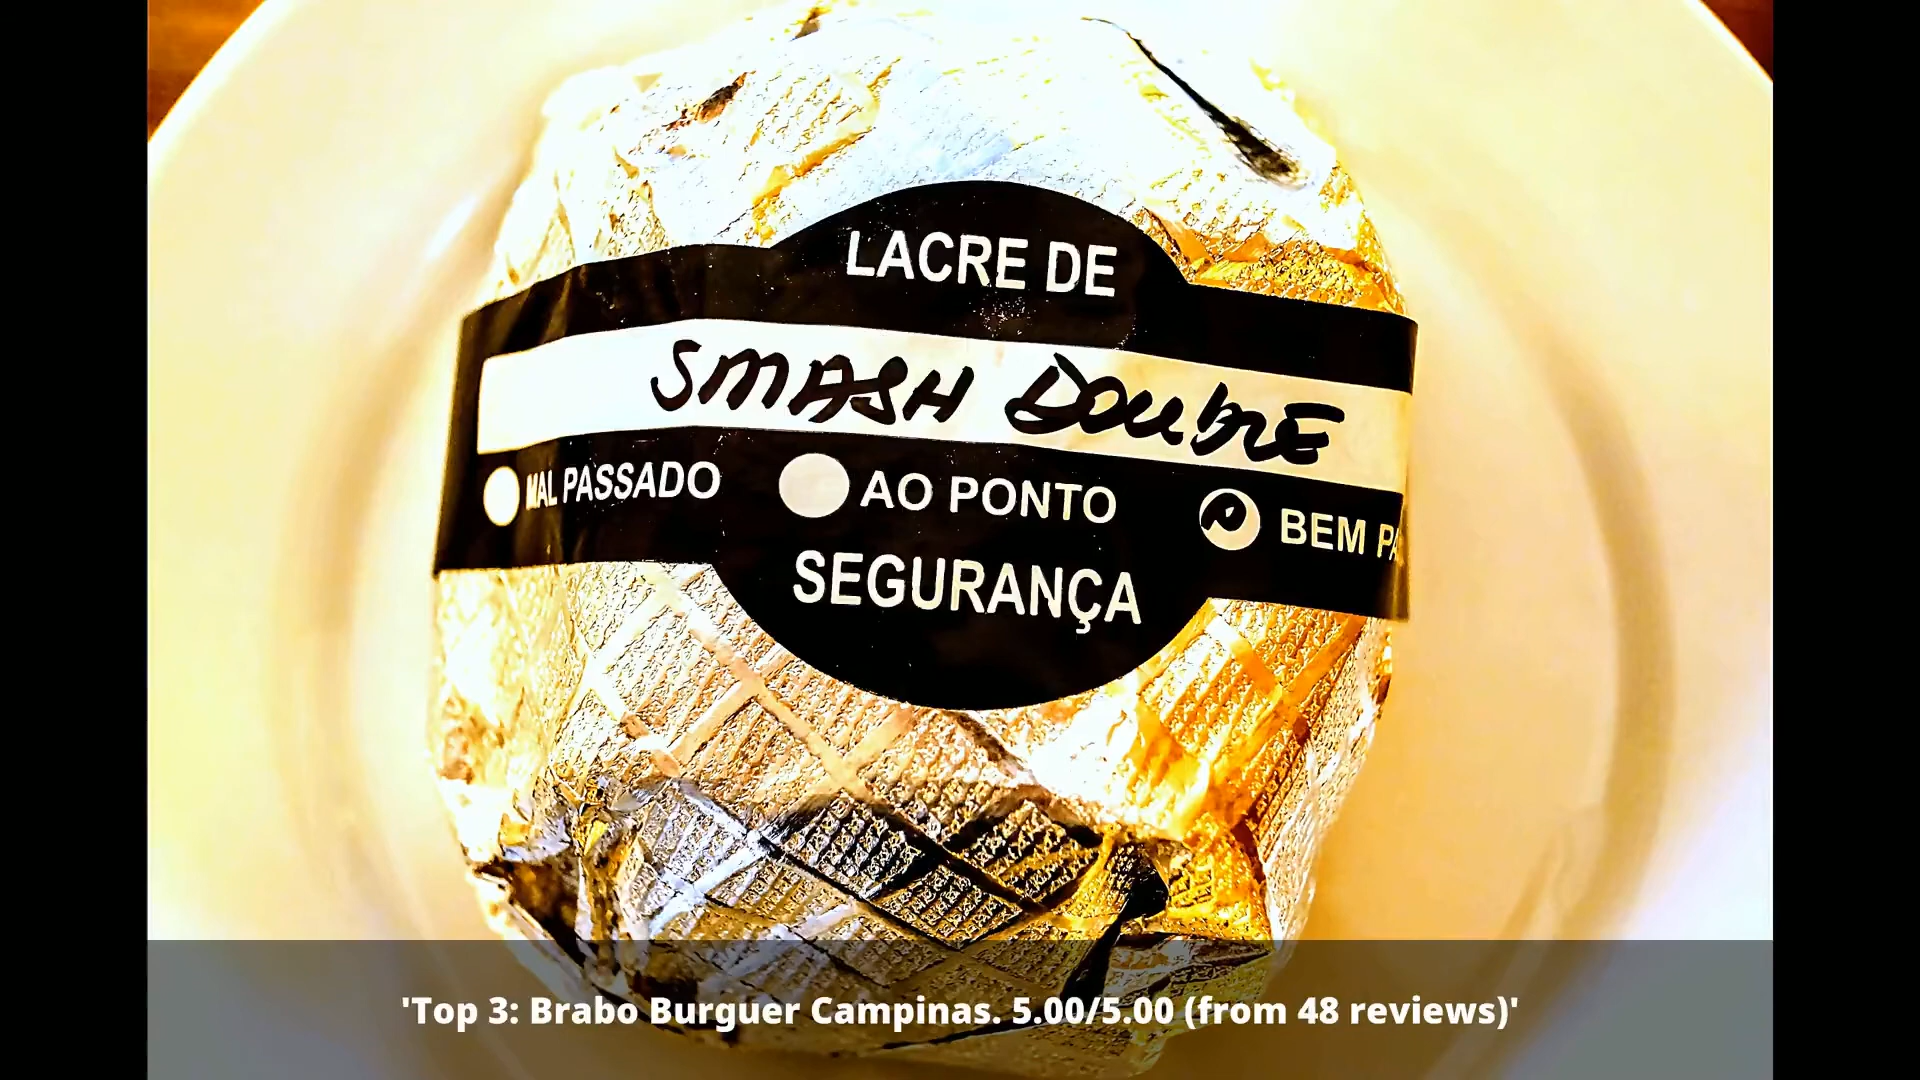 LACRE DE
SMASH DOUBLE
MAL PASSADO AO PONTO BEM PA
SEGURANÇA
'Top 3: Brabo Burguer Campinas. 5.00/5.00 (from 48 reviews)'